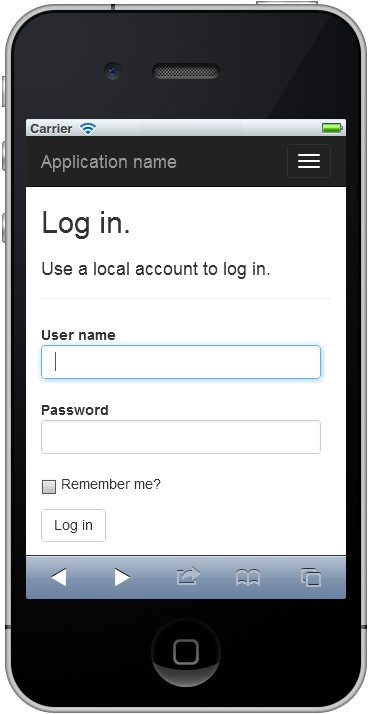 Carrier
Application name
Log in.
Use a local account to log in.
User name
Password
Remember me?
Log in